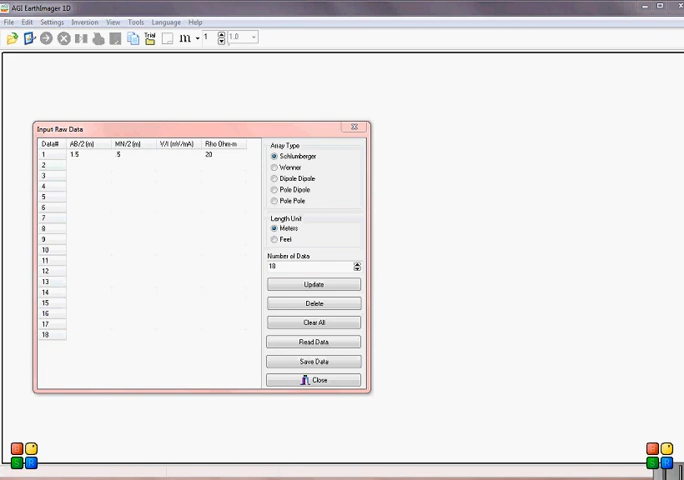 AGI EarthImager 1D
File Edit Settings Inversion View Tools Language Help
Trial m 1 1.0
Input Raw Data
Data# AB/2 (m) MN/2 (m) V/I (mV/mA) Rho Ohm-m
1 1.5 .5 20
2
3
4
5
6
7
8
9
10
11
12
13
14
15
16
17
18
Array Type
Schlumberger
Wenner
Dipole Dipole
Pole Dipole
Pole Pole
Length Unit
Meters
Feet
Number of Data
18
Update
Delete
Clear All
Read Data
Save Data
Close